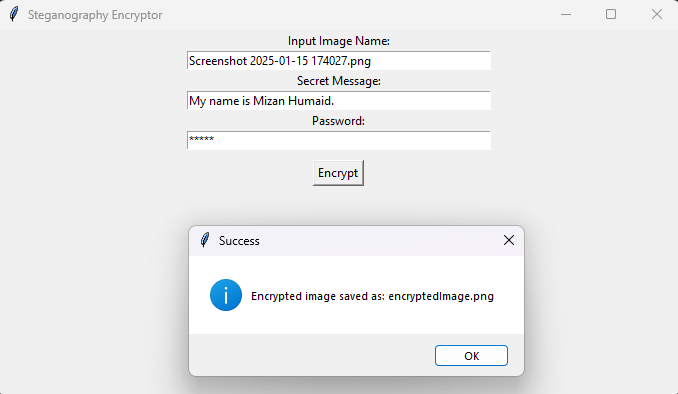 Steganography Encryptor
Input Image Name:
Screenshot 2025-01-15 174027.png
Secret Message:
My name is Mizan Humaid.
Password:
*****
Encrypt
Success
Encrypted image saved as: encryptedImage.png
OK